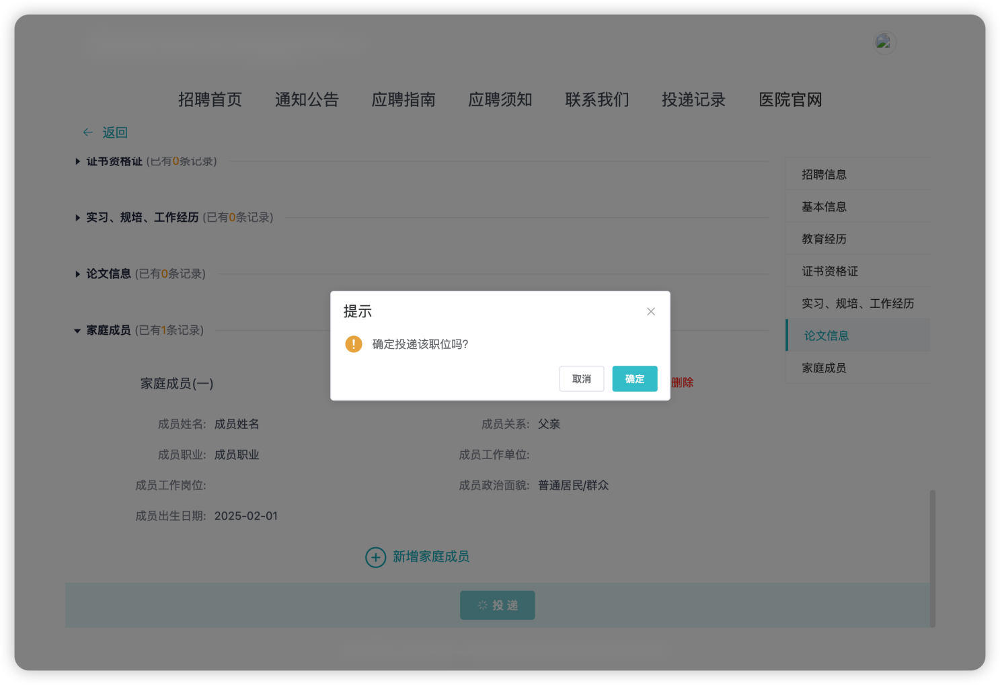 招聘首页 通知公告 应聘指南 应聘须知 联系我们 投递记录 医院官网
← 返回
证书资格证 (已有0条记录)
实习、规培、工作经历 (已有0条记录)
论文信息 (已有0条记录)
家庭成员 (已有1条记录)
提示
确定投递该职位吗?
取消 确定
家庭成员(一) 删除
成员姓名: 成员姓名 成员关系: 父亲
成员职业: 成员职业 成员工作单位:
成员工作岗位: 成员政治面貌: 普通居民/群众
成员出生日期: 2025-02-01
新增家庭成员
投 递
招聘信息
基本信息
教育经历
证书资格证
实习、规培、工作经历
论文信息
家庭成员